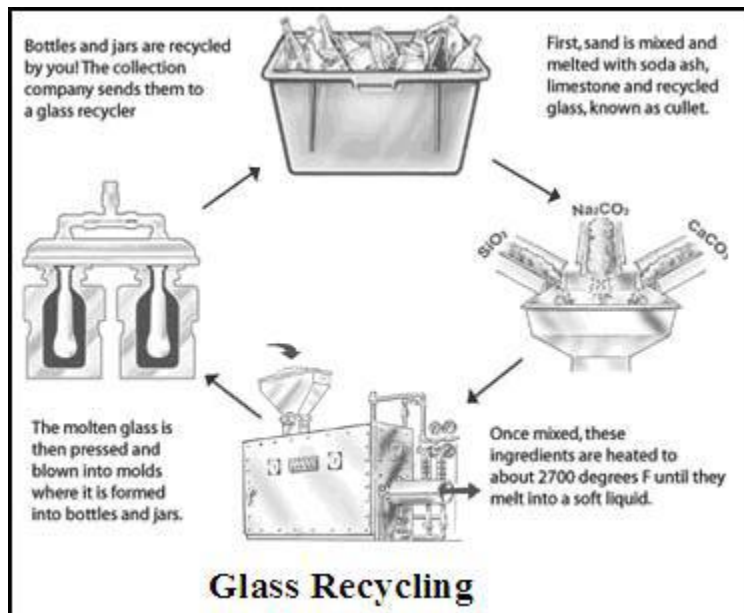 Bottles and jars are recycled
by you! The collection
company sends them to
a glass recycler
First, sand is mixed and
melted with soda ash,
limestone and recycled
glass, known as cullet.
SiO₂
Na₂CO₃
CaCO₃
Once mixed, these
ingredients are heated to
about 2700 degrees F until they
melt into a soft liquid.
The molten glass is
then pressed and
blown into molds
where it is formed
into bottles and jars.
Glass Recycling